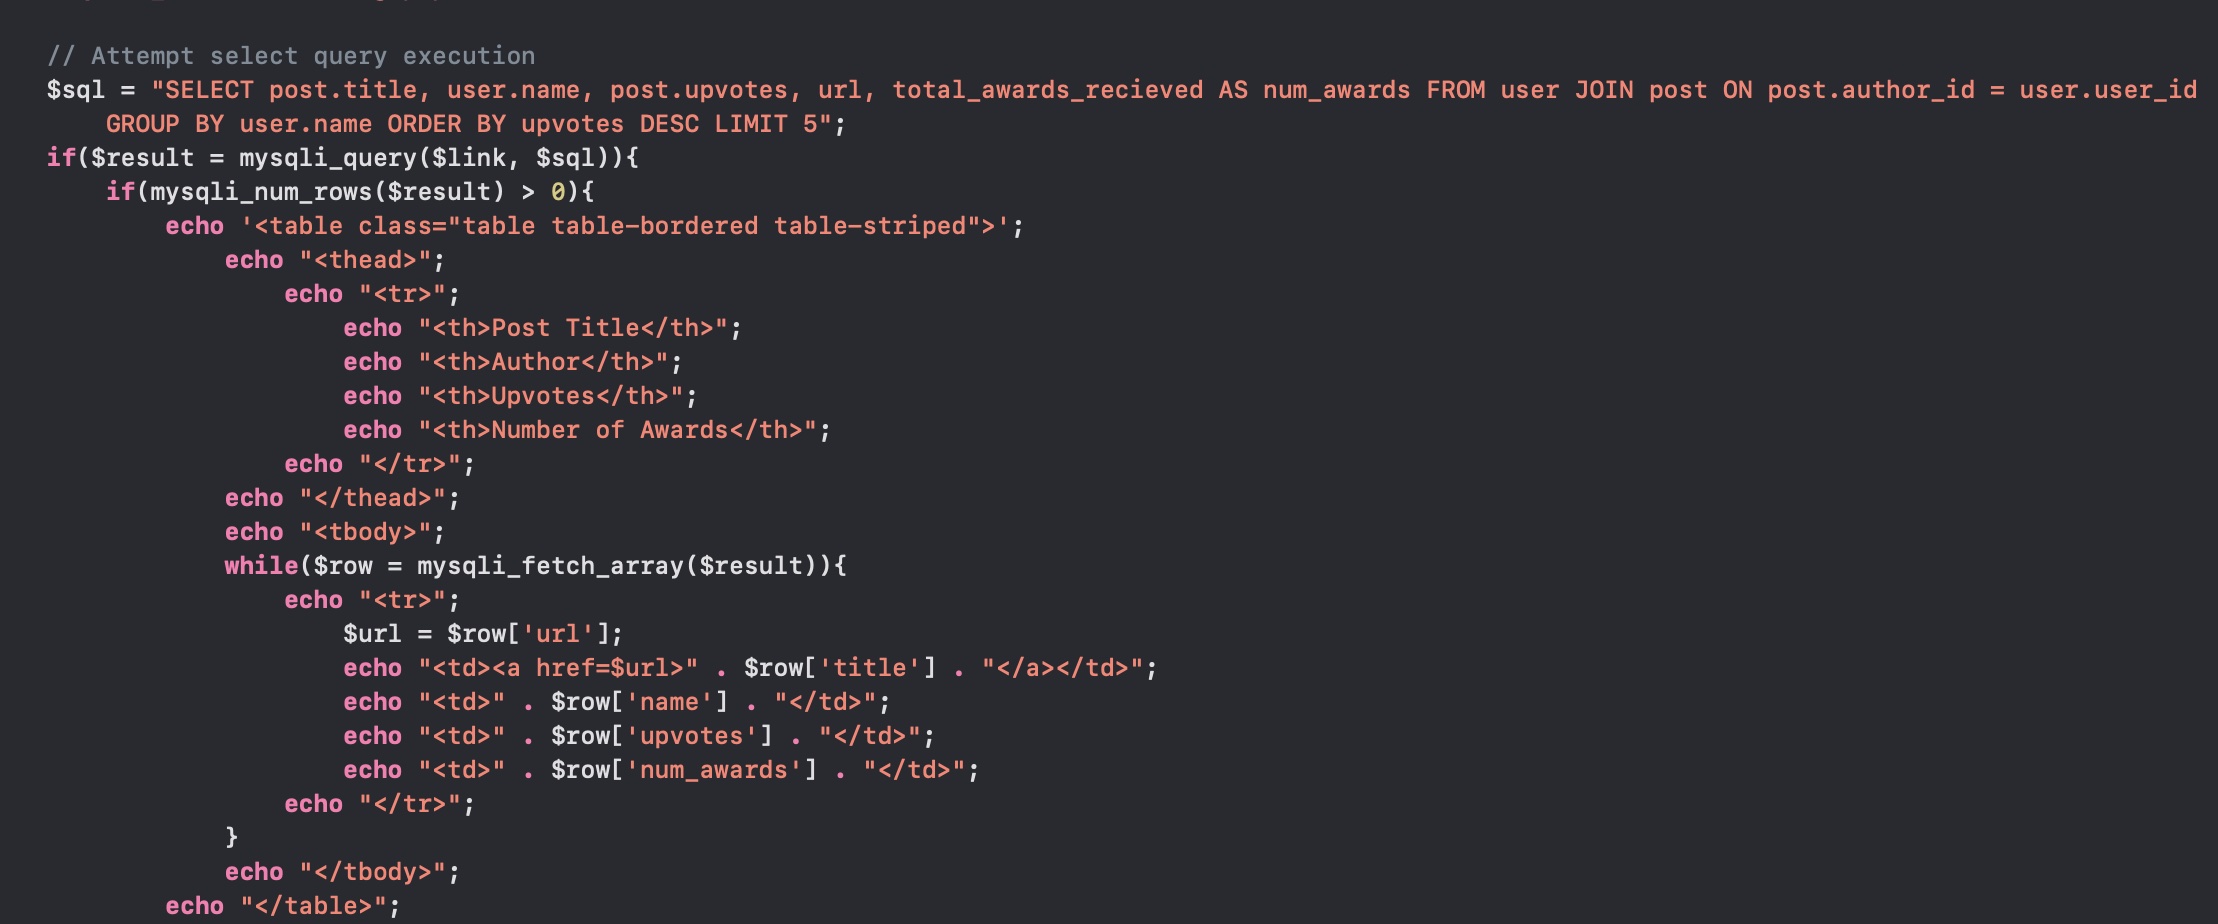 // Attempt select query execution
$sql = "SELECT post.title, user.name, post.upvotes, url, total_awards_recieved AS num_awards FROM user JOIN post ON post.author_id = user.user_id
GROUP BY user.name ORDER BY upvotes DESC LIMIT 5";
if($result = mysqli_query($link, $sql)){
if(mysqli_num_rows($result) > 0){
echo '<table class="table table-bordered table-striped">';
echo "<thead>";
echo "<tr>";
echo "<th>Post Title</th>";
echo "<th>Author</th>";
echo "<th>Upvotes</th>";
echo "<th>Number of Awards</th>";
echo "</tr>";
echo "</thead>";
echo "<tbody>";
while($row = mysqli_fetch_array($result)){
echo "<tr>";
$url = $row['url'];
echo "<td><a href=$url>" . $row['title'] . "</a></td>";
echo "<td>" . $row['name'] . "</td>";
echo "<td>" . $row['upvotes'] . "</td>";
echo "<td>" . $row['num_awards'] . "</td>";
echo "</tr>";
}
echo "</tbody>";
echo "</table>";